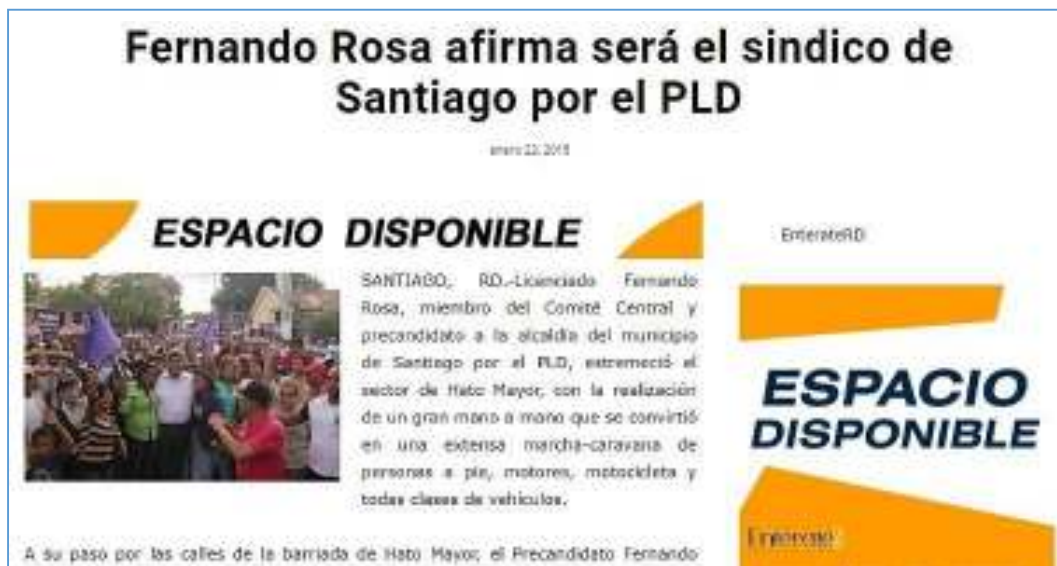 Fernando Rosa afirma será el sindico de
Santiago por el PLD
enero 22, 2015
ESPACIO DISPONIBLE
SANTIAGO, RD.-Licenciado Fernando
Rosa, miembro del Comité Central y
precandidato a la alcaldía del municipio
de Santiago por el PLD, estremeció el
sector de Hato Mayor, con la realización
de un gran mano a mano que se convirtió
en una extensa marcha-caravana de
personas a pie, motores, motocicleta y
todas clases de vehículos.
A su paso por las calles de la barriada de Hato Mayor, el Precandidato Fernando
EnterateRD
ESPACIO
DISPONIBLE
Enterate